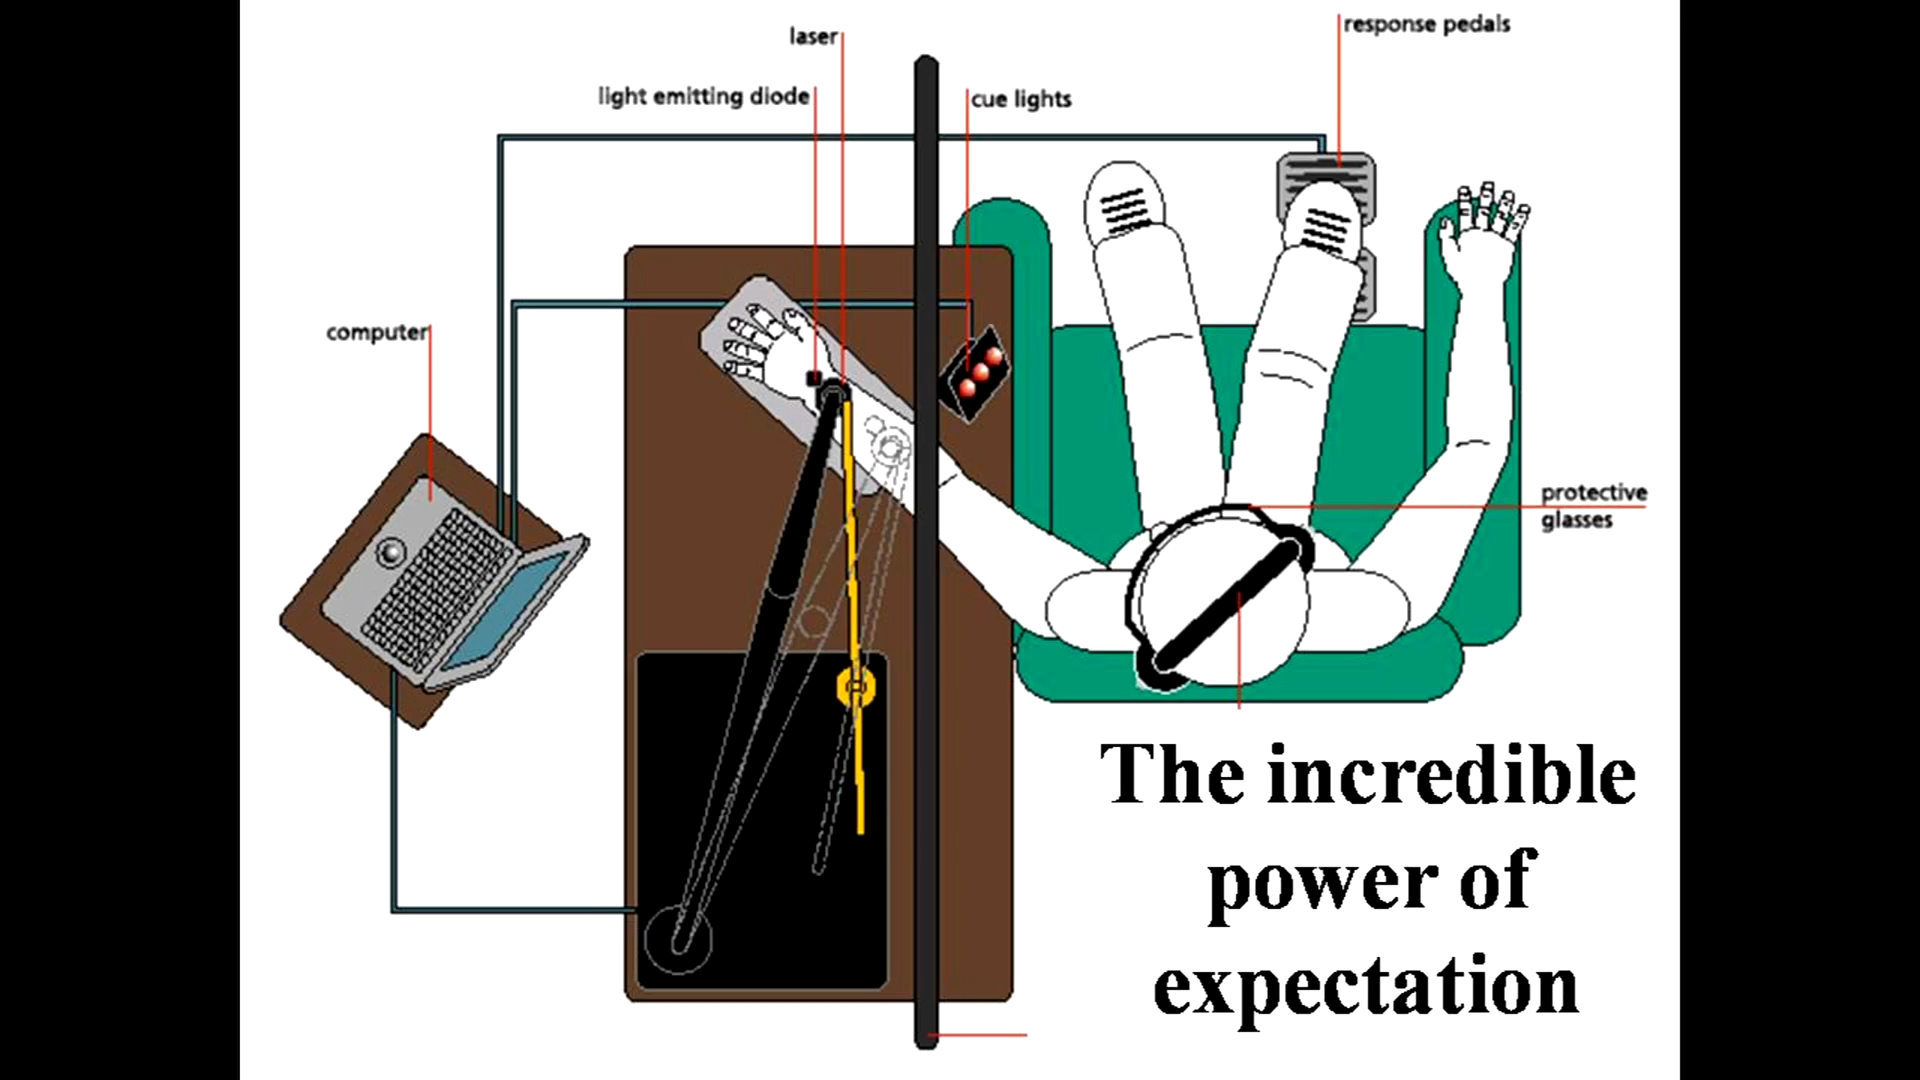 laser
response pedals
light emitting diode
cue lights
computer
protective
glasses
The incredible
power of
expectation